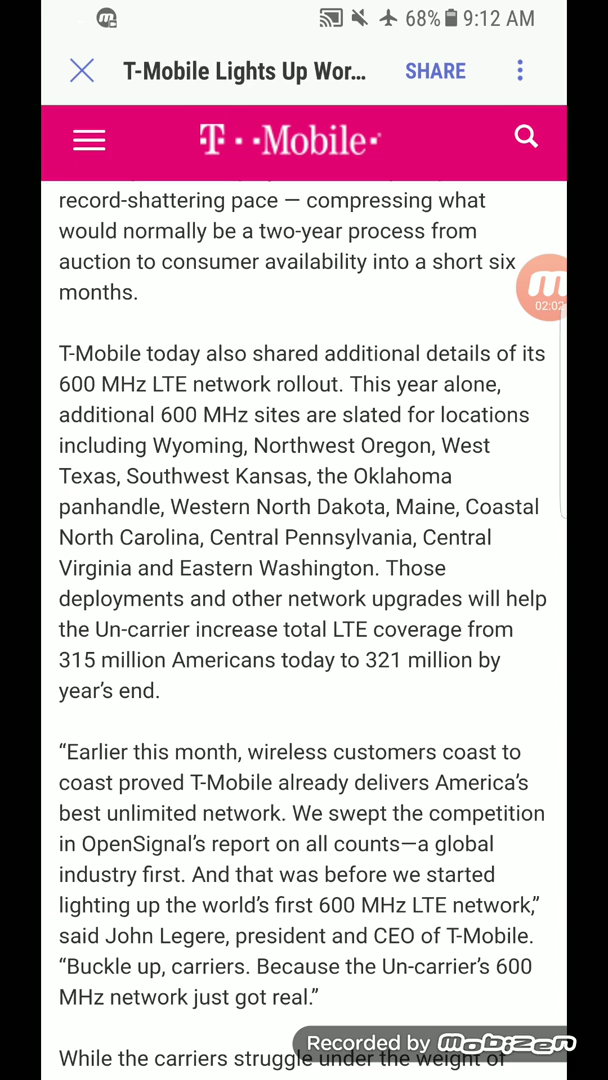 68% 9:12 AM
T-Mobile Lights Up Wor... SHARE
T-Mobile
record-shattering pace — compressing what
would normally be a two-year process from
auction to consumer availability into a short six
months.
02:02
T-Mobile today also shared additional details of its
600 MHz LTE network rollout. This year alone,
additional 600 MHz sites are slated for locations
including Wyoming, Northwest Oregon, West
Texas, Southwest Kansas, the Oklahoma
panhandle, Western North Dakota, Maine, Coastal
North Carolina, Central Pennsylvania, Central
Virginia and Eastern Washington. Those
deployments and other network upgrades will help
the Un-carrier increase total LTE coverage from
315 million Americans today to 321 million by
year’s end.
“Earlier this month, wireless customers coast to
coast proved T-Mobile already delivers America’s
best unlimited network. We swept the competition
in OpenSignal’s report on all counts—a global
industry first. And that was before we started
lighting up the world’s first 600 MHz LTE network,”
said John Legere, president and CEO of T-Mobile.
“Buckle up, carriers. Because the Un-carrier’s 600
MHz network just got real.”
Recorded by Mobizen
While the carriers struggle under the weight of